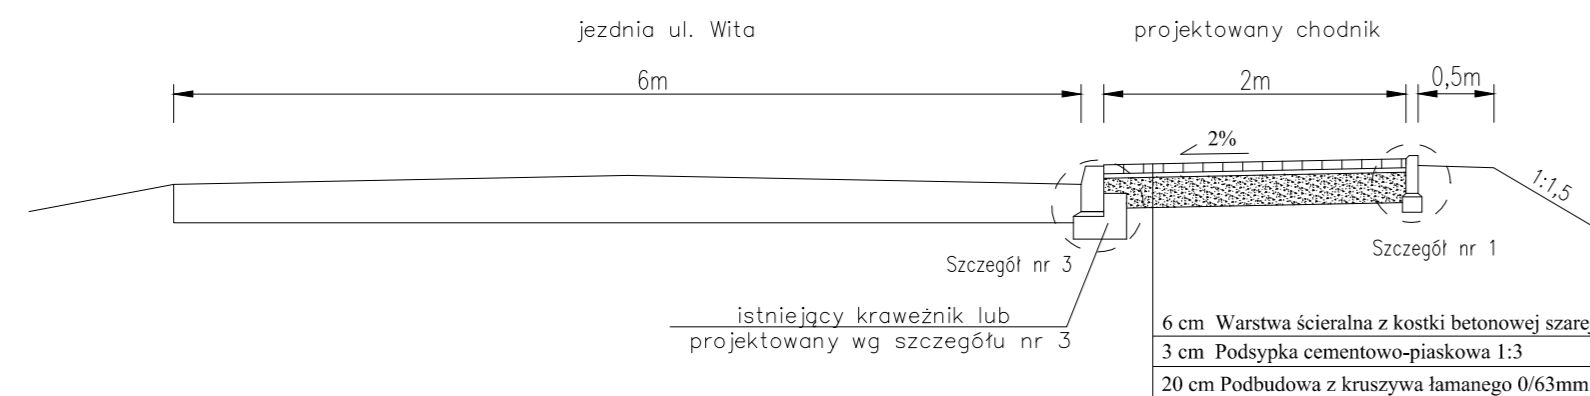 jezdnia ul. Wita
projektowany chodnik
6m
2m
0,5m
2%
1:1,5
Szczegół nr 3
Szczegół nr 1
istniejący kraweżnik lub
projektowany wg szczegółu nr 3
6 cm Warstwa ścieralna z kostki betonowej szarej
3 cm Podsypka cementowo-piaskowa 1:3
20 cm Podbudowa z kruszywa łamanego 0/63mm